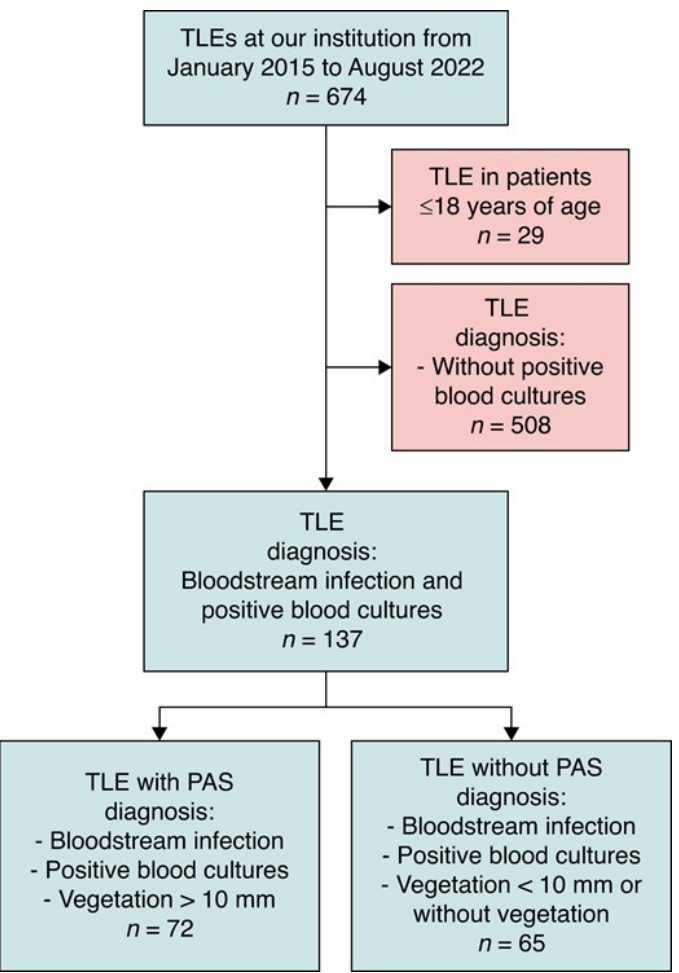 TLEs at our institution from
January 2015 to August 2022
n = 674
TLE in patients
≤18 years of age
n = 29
TLE
diagnosis:
- Without positive
blood cultures
n = 508
TLE
diagnosis:
Bloodstream infection and
positive blood cultures
n = 137
TLE with PAS
diagnosis:
- Bloodstream infection
- Positive blood cultures
- Vegetation > 10 mm
n = 72
TLE without PAS
diagnosis:
- Bloodstream infection
- Positive blood cultures
- Vegetation < 10 mm or
without vegetation
n = 65